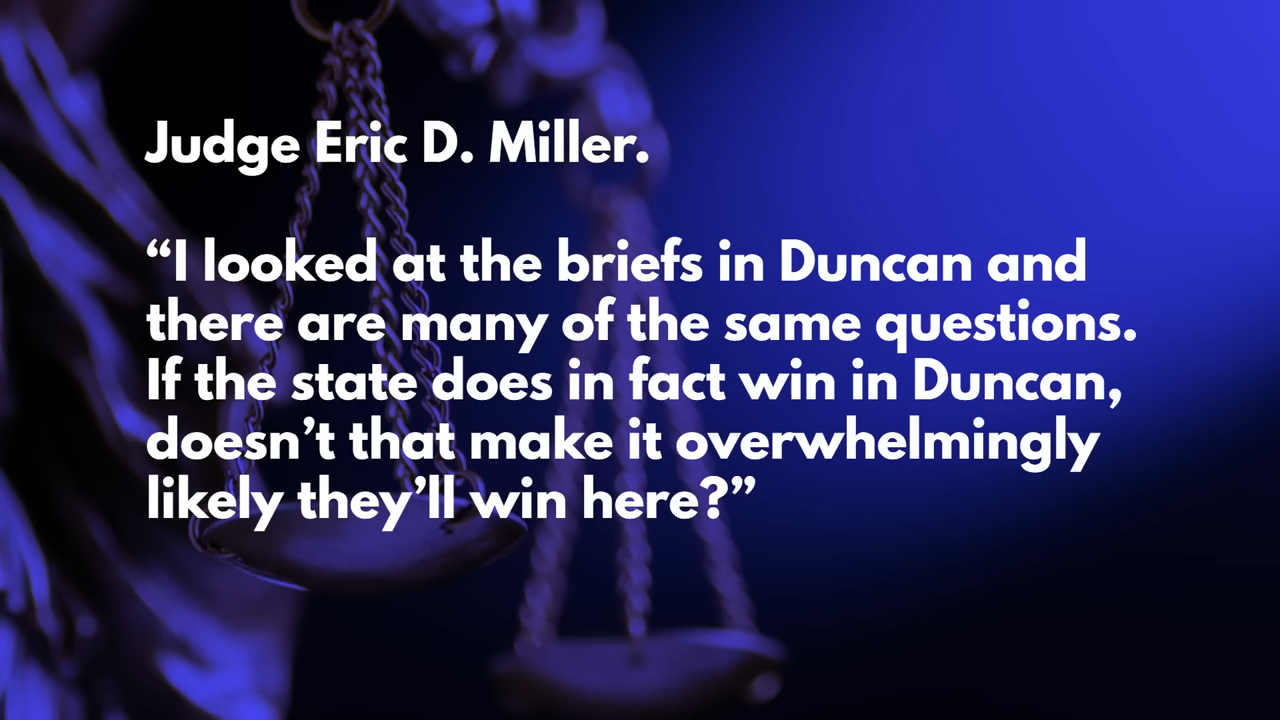 Judge Eric D. Miller.
“I looked at the briefs in Duncan and
there are many of the same questions.
If the state does in fact win in Duncan,
doesn’t that make it overwhelmingly
likely they’ll win here?”